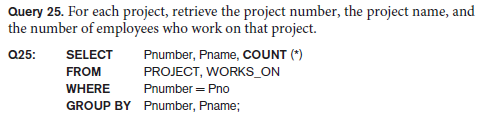 Query 25. For each project, retrieve the project number, the project name, and
the number of employees who work on that project.
Q25: SELECT Pnumber, Pname, COUNT (*)
FROM PROJECT, WORKS_ON
WHERE Pnumber = Pno
GROUP BY Pnumber, Pname;